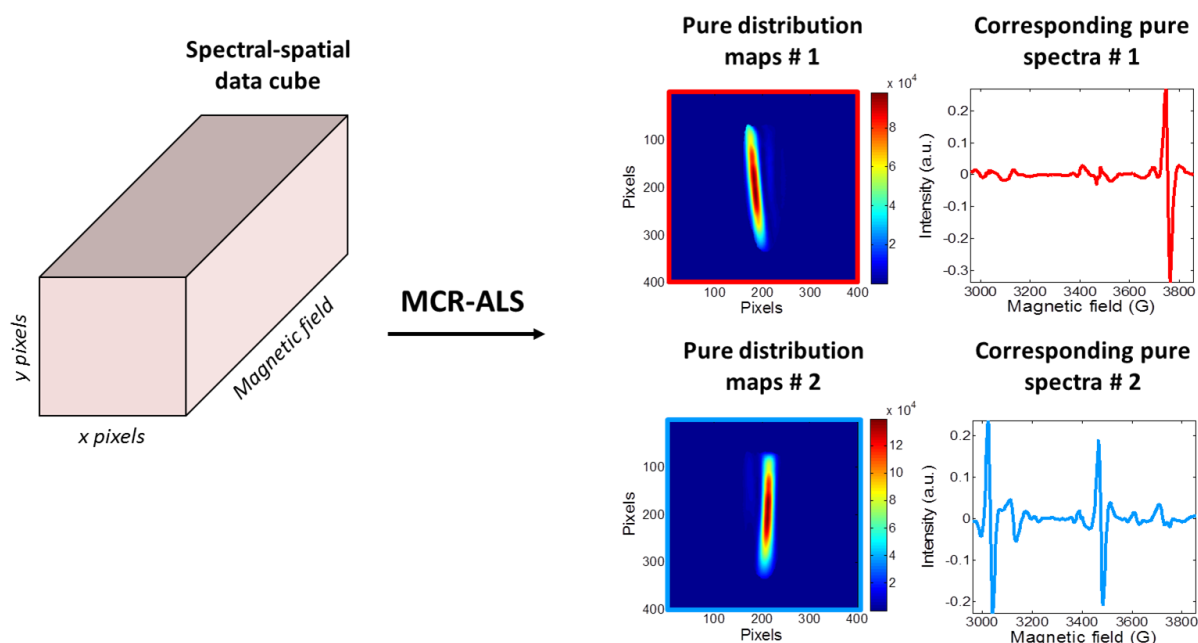 Spectral-spatial
data cube
y pixels
x pixels
Magnetic field
MCR-ALS
Pure distribution
maps # 1
x 10⁴
100
200
300
400
Pixels
100 200 300 400
Pixels
8
6
4
2
Corresponding pure
spectra # 1
0.2
0.1
0
-0.1
-0.2
-0.3
Intensity (a.u.)
3000 3200 3400 3600 3800
Magnetic field (G)
Pure distribution
maps # 2
x 10⁴
100
200
300
400
Pixels
100 200 300 400
Pixels
12
10
8
6
4
2
Corresponding pure
spectra # 2
0.2
0.1
0
-0.1
-0.2
Intensity (a.u.)
3000 3200 3400 3600 3800
Magnetic field (G)